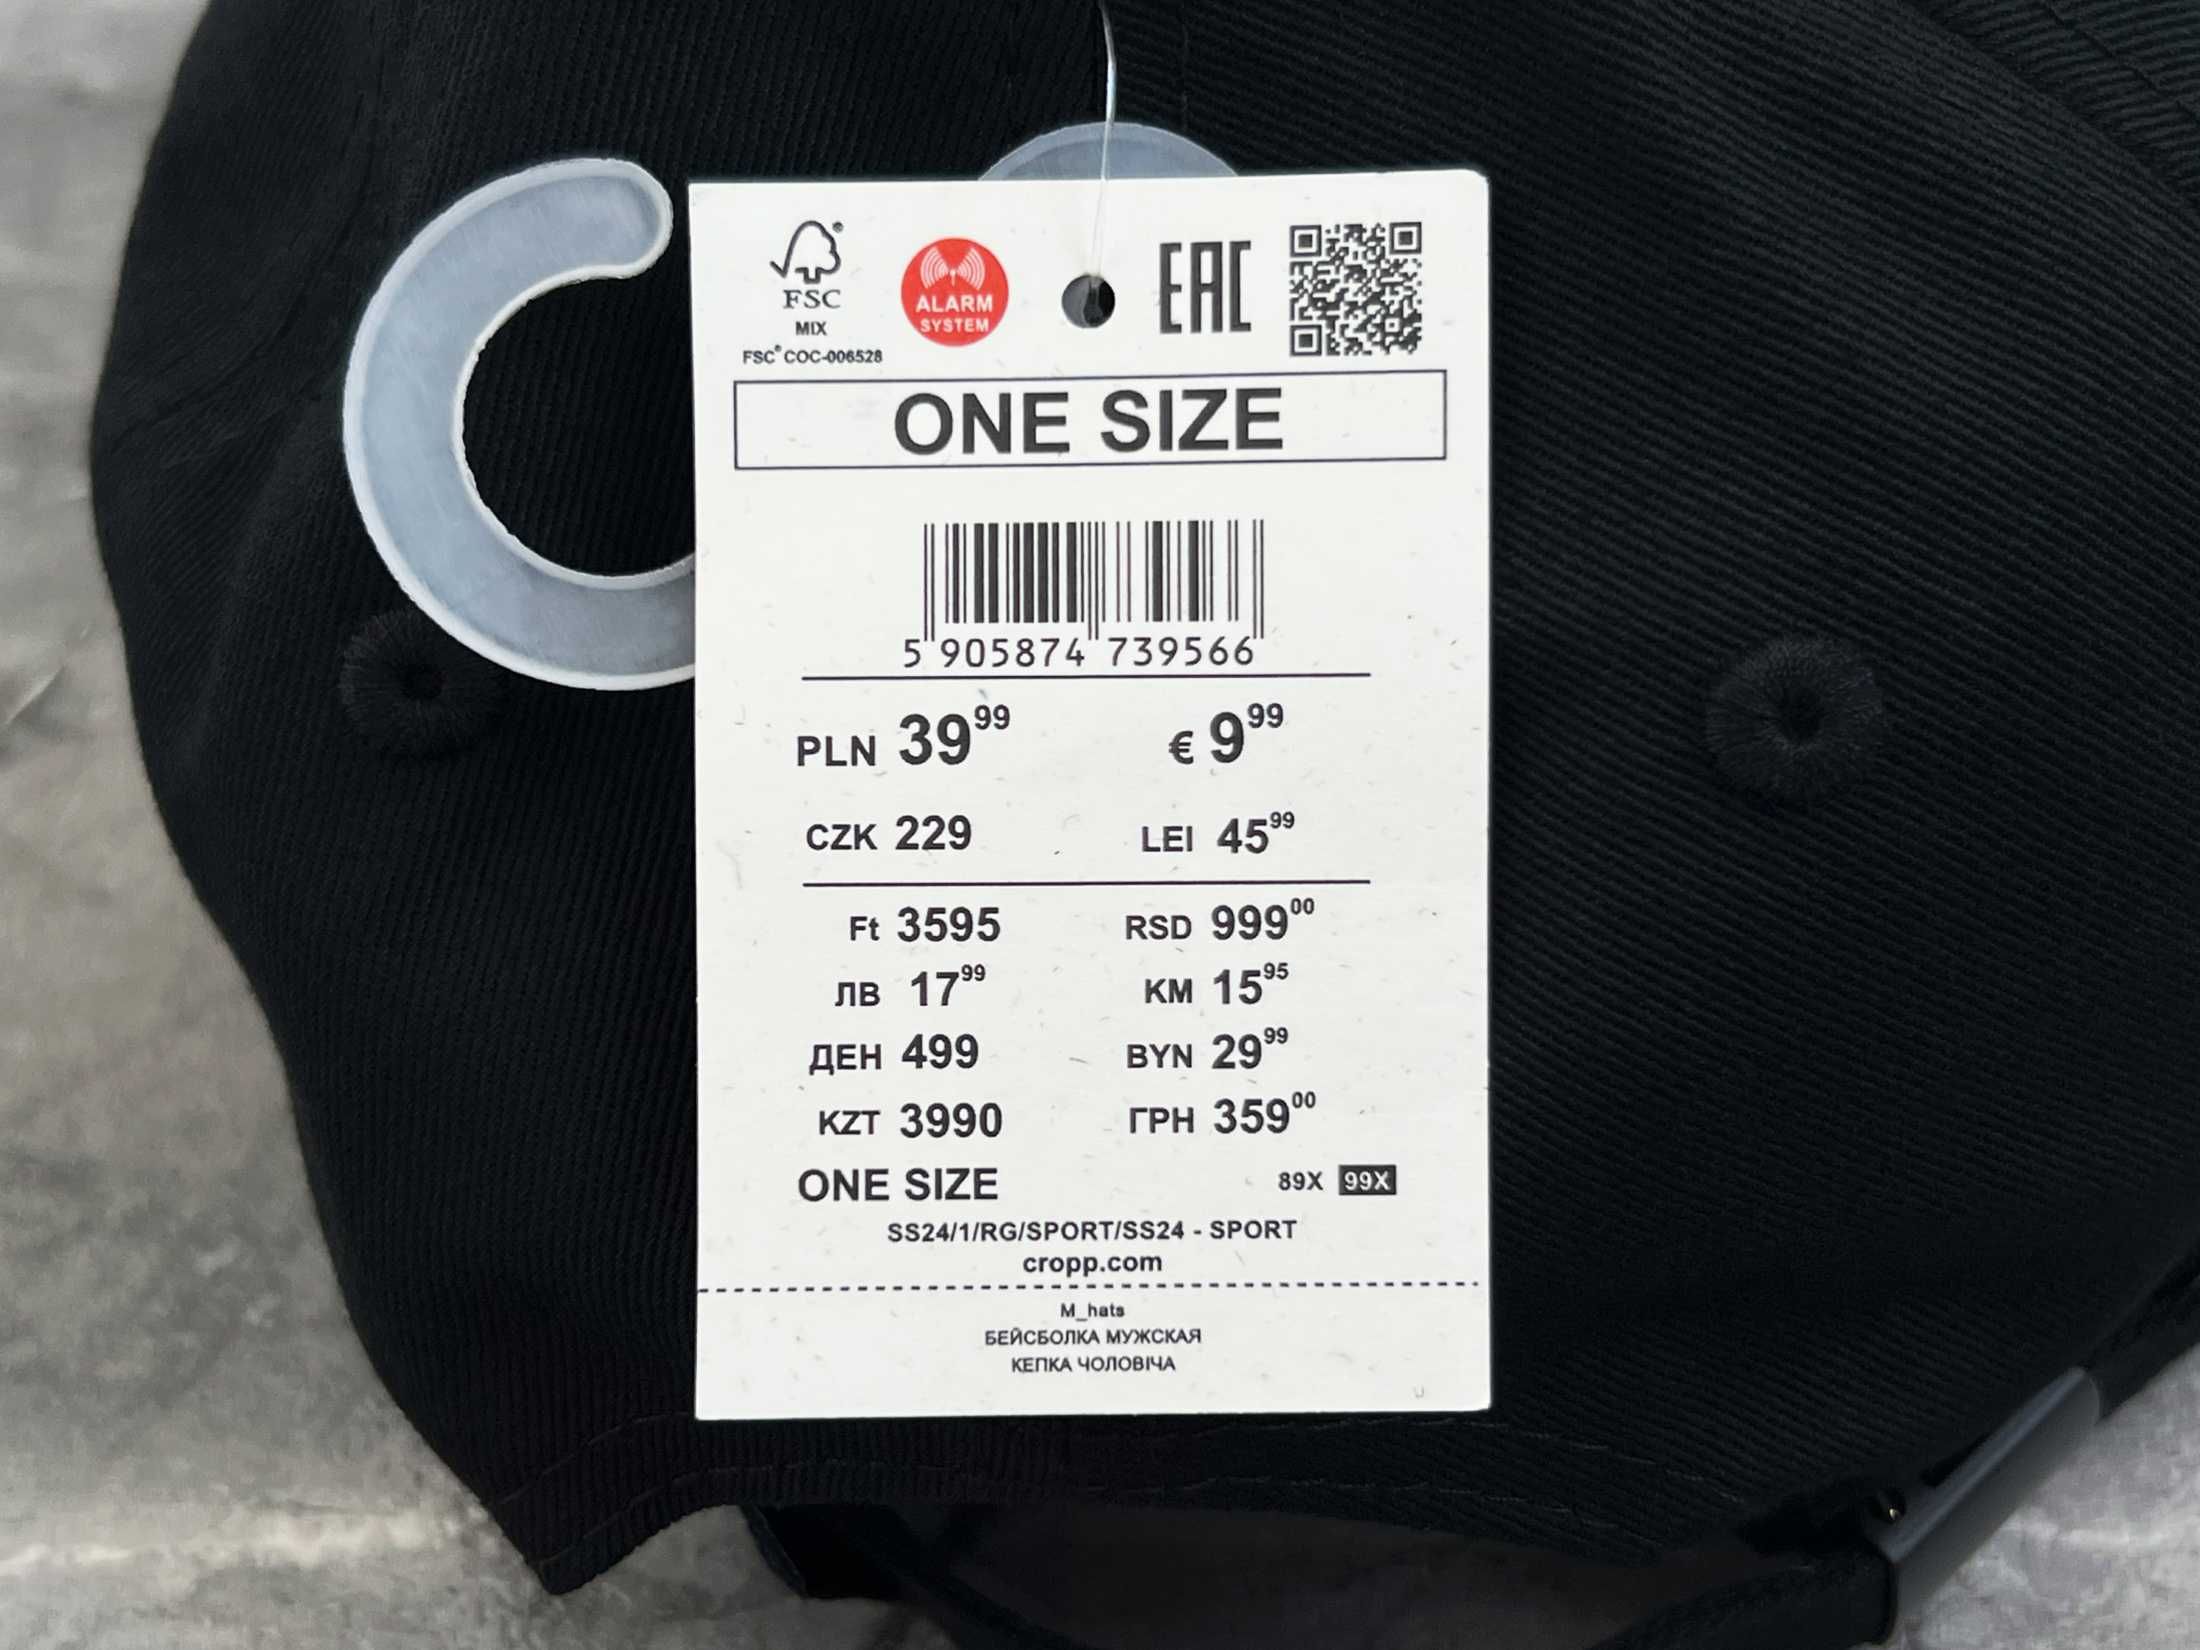 FSC®
MIX
FSC® COC-006528
ALARM
SYSTEM
EAC
ONE SIZE
5 905874 739566
PLN 39⁹⁹ € 9⁹⁹
CZK 229 LEI 45⁹⁹
Ft 3595 RSD 999⁰⁰
ЛВ 17⁹⁹ KM 15⁹⁵
ДЕН 499 BYN 29⁹⁹
KZT 3990 ГРН 359⁰⁰
ONE SIZE 89X 99X
SS24/1/RG/SPORT/SS24 - SPORT
cropp.com
M_hats
БЕЙСБОЛКА МУЖСКАЯ
КЕПКА ЧОЛОВІЧА